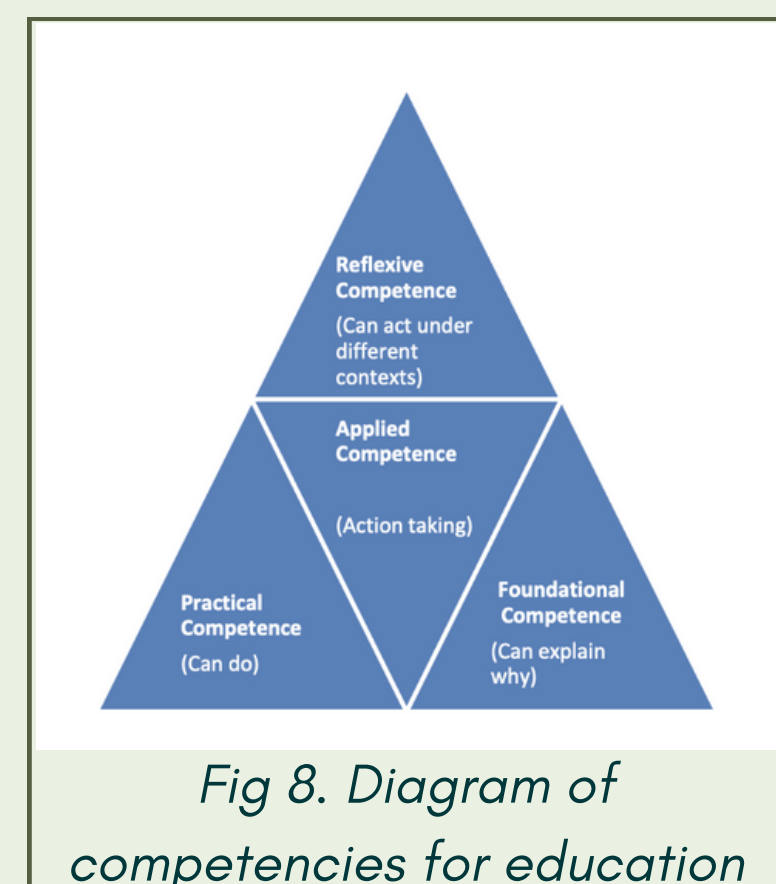 Reflexive
Competence
(Can act under
different
contexts)
Applied
Competence
(Action taking)
Practical
Competence
(Can do)
Foundational
Competence
(Can explain
why)
Fig 8. Diagram of
competencies for education